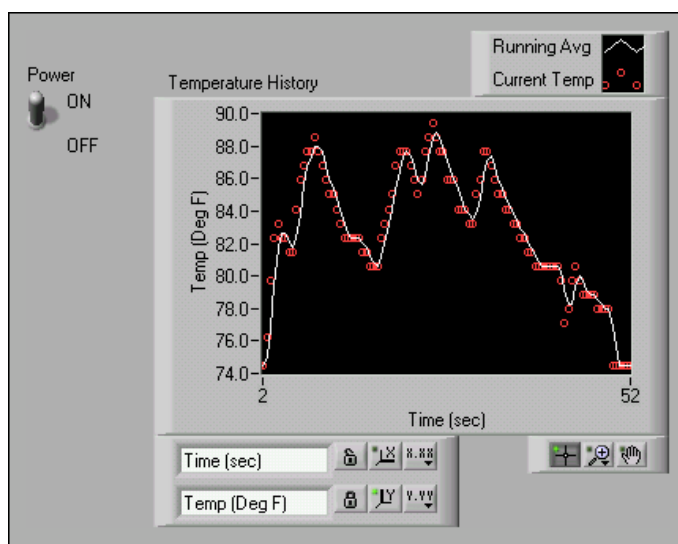 Running Avg
Current Temp
Power
ON
OFF
Temperature History
90.0
88.0
86.0
84.0
82.0
80.0
78.0
76.0
74.0
Temp (Deg F)
2
52
Time (sec)
Time (sec)
X
X.XX
Temp (Deg F)
Y
Y.YY